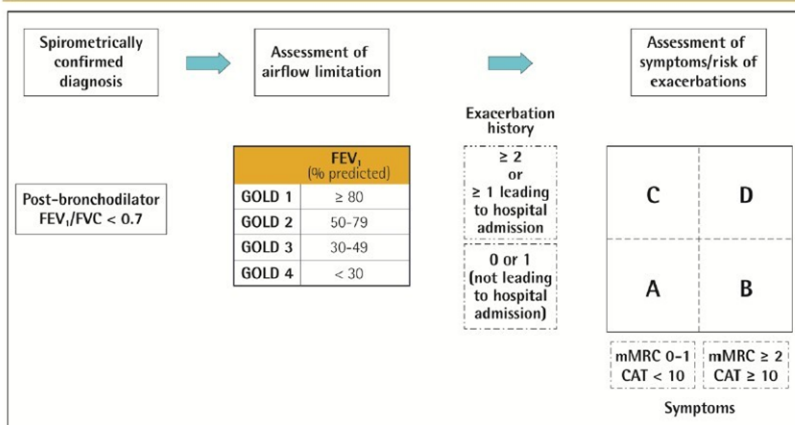 Spirometrically
confirmed
diagnosis
Assessment of
airflow limitation
Assessment of
symptoms/risk of
exacerbations
Post-bronchodilator
FEV₁/FVC < 0.7
FEV₁
(% predicted)
GOLD 1 ≥ 80
GOLD 2 50-79
GOLD 3 30-49
GOLD 4 < 30
Exacerbation
history
≥ 2
or
≥ 1 leading
to hospital
admission
0 or 1
(not leading
to hospital
admission)
C D
A B
mMRC 0-1 mMRC ≥ 2
CAT < 10 CAT ≥ 10
Symptoms